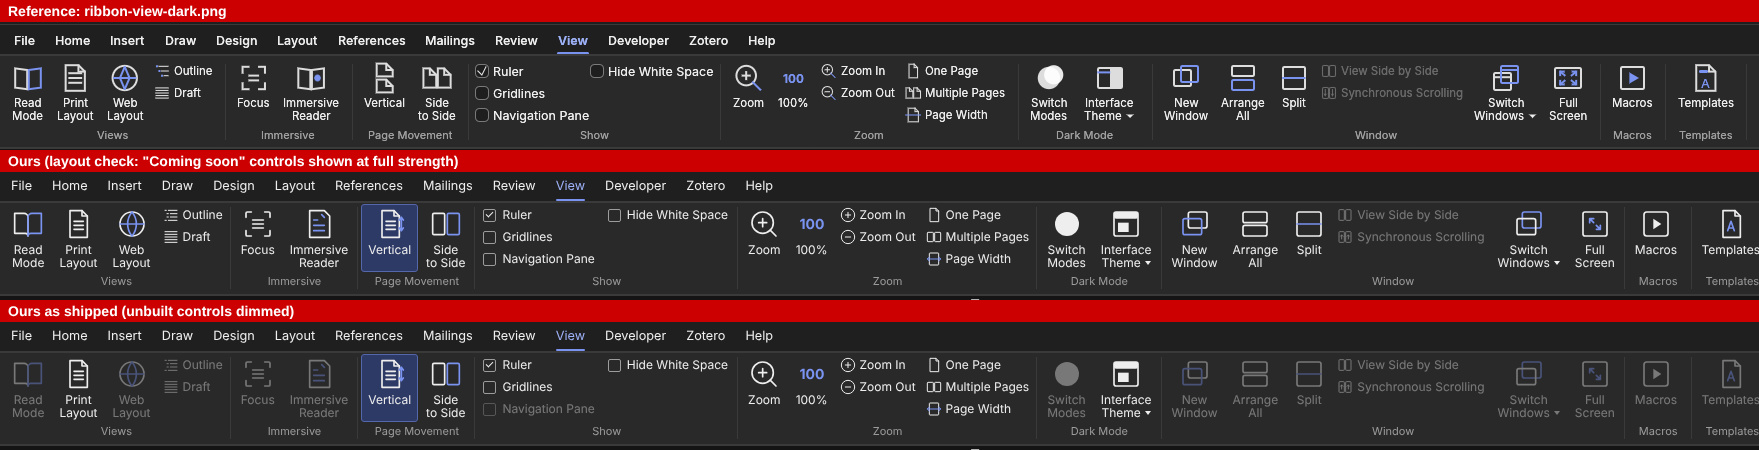 Reference: ribbon-view-dark.png
File Home Insert Draw Design Layout References Mailings Review View Developer Zotero Help
Read Mode Print Layout Web Layout Outline Draft Focus Immersive Reader Vertical Side to Side Ruler Gridlines Navigation Pane Hide White Space Zoom 100 100% Zoom In Zoom Out One Page Multiple Pages Page Width Switch Modes Interface Theme New Window Arrange All Split View Side by Side Synchronous Scrolling Switch Windows Full Screen Macros Templates
Views Immersive Page Movement Show Zoom Dark Mode Window Macros Templates
Ours (layout check: "Coming soon" controls shown at full strength)
File Home Insert Draw Design Layout References Mailings Review View Developer Zotero Help
Read Mode Print Layout Web Layout Outline Draft Focus Immersive Reader Vertical Side to Side Ruler Gridlines Navigation Pane Hide White Space Zoom 100 100% Zoom In Zoom Out One Page Multiple Pages Page Width Switch Modes Interface Theme New Window Arrange All Split View Side by Side Synchronous Scrolling Switch Windows Full Screen Macros Templates
Views Immersive Page Movement Show Zoom Dark Mode Window Macros Templates
Ours as shipped (unbuilt controls dimmed)
File Home Insert Draw Design Layout References Mailings Review View Developer Zotero Help
Read Mode Print Layout Web Layout Outline Draft Focus Immersive Reader Vertical Side to Side Ruler Gridlines Navigation Pane Hide White Space Zoom 100 100% Zoom In Zoom Out One Page Multiple Pages Page Width Switch Modes Interface Theme New Window Arrange All Split View Side by Side Synchronous Scrolling Switch Windows Full Screen Macros Templates
Views Immersive Page Movement Show Zoom Dark Mode Window Macros Templates